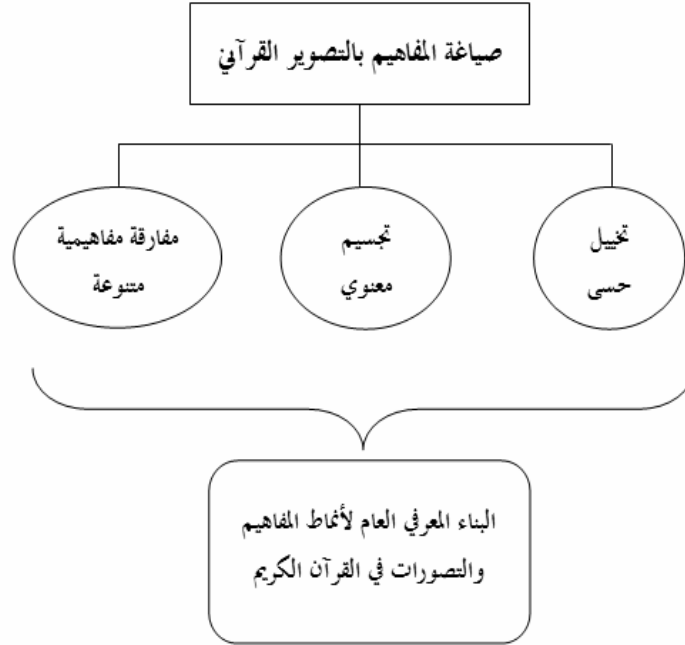 صياغة المفاهيم بالتصوير القرآني
تخييل
حسى
تجسيم
معنوي
مفارقة مفاهيمية
متنوعة
البناء المعرفي العام لأنماط المفاهيم
والتصورات في القرآن الكريم